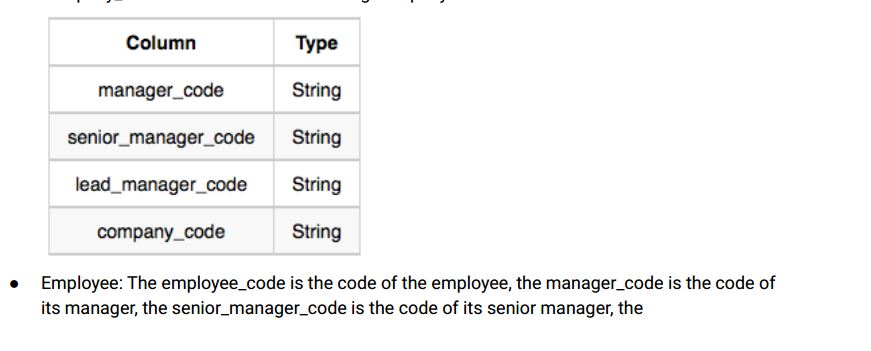 Column Type
manager_code String
senior_manager_code String
lead_manager_code String
company_code String
● Employee: The employee_code is the code of the employee, the manager_code is the code of
its manager, the senior_manager_code is the code of its senior manager, the